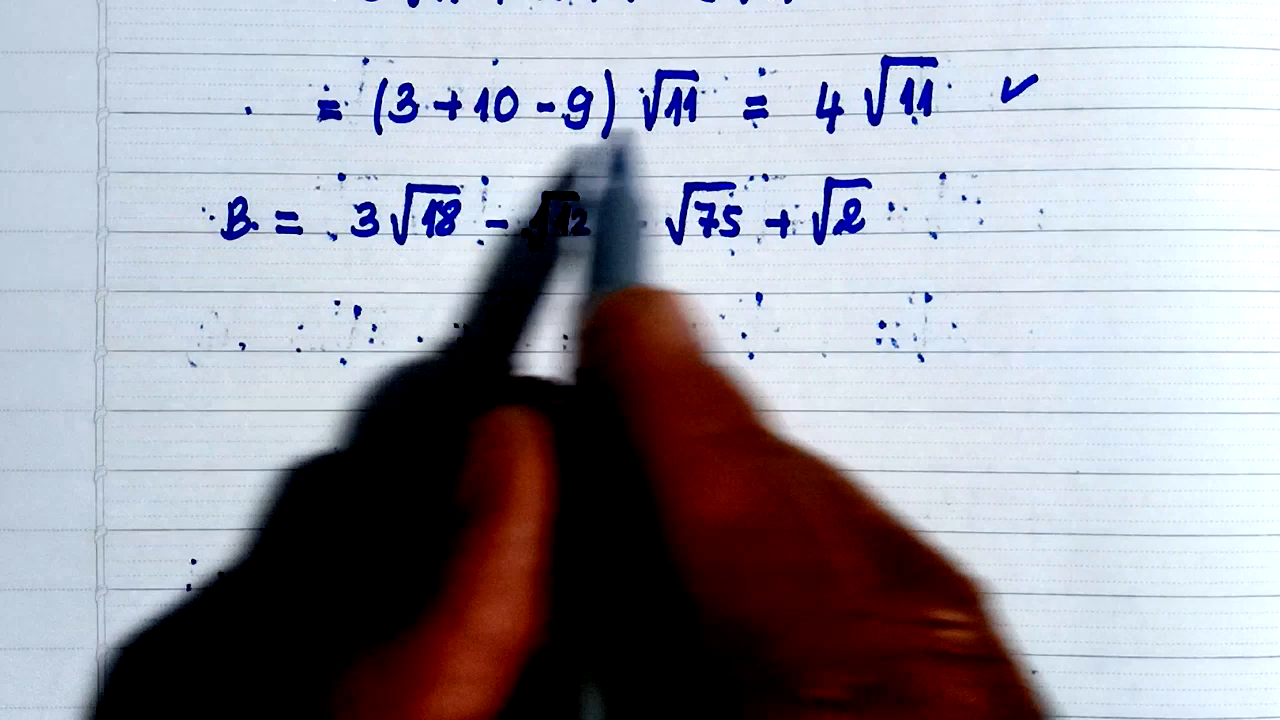 = (3 + 10 - 9) √11 = 4 √11 ✓
B = 3√18 - √12 - √75 + √2